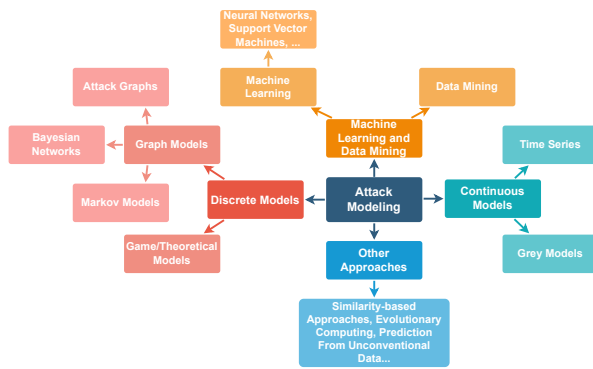 Neural Networks,
Support Vector
Machines, ...
Attack Graphs
Machine
Learning
Data Mining
Bayesian
Networks
Graph Models
Machine
Learning and
Data Mining
Time Series
Markov Models
Discrete Models
Attack
Modeling
Continuous
Models
Game/Theoretical
Models
Other
Approaches
Grey Models
Similarity-based
Approaches, Evolutionary
Computing, Prediction
From Unconventional
Data...